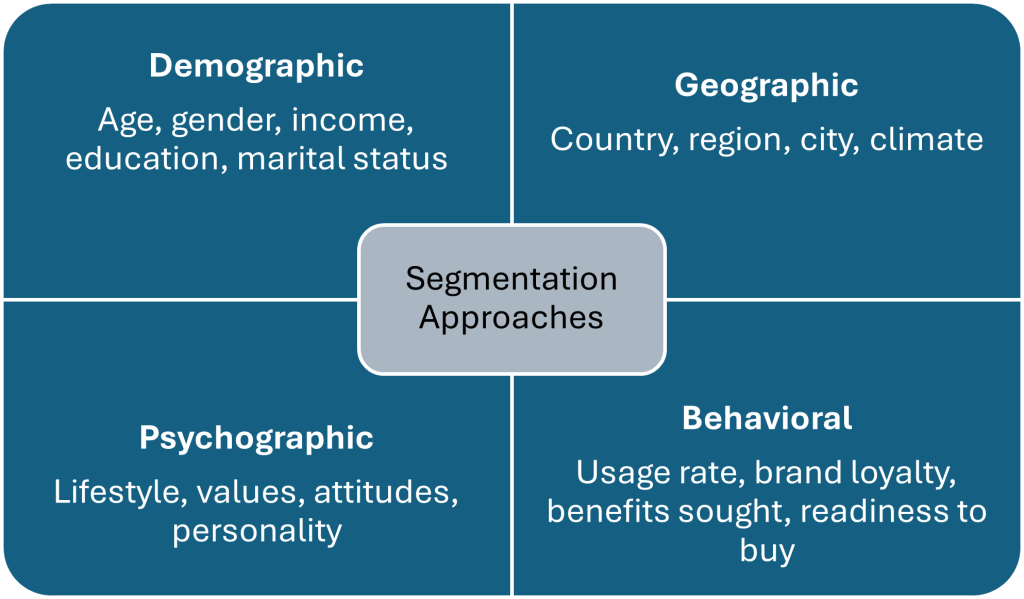 Demographic
Age, gender, income,
education, marital status
Geographic
Country, region, city, climate
Segmentation
Approaches
Psychographic
Lifestyle, values, attitudes,
personality
Behavioral
Usage rate, brand loyalty,
benefits sought, readiness to
buy